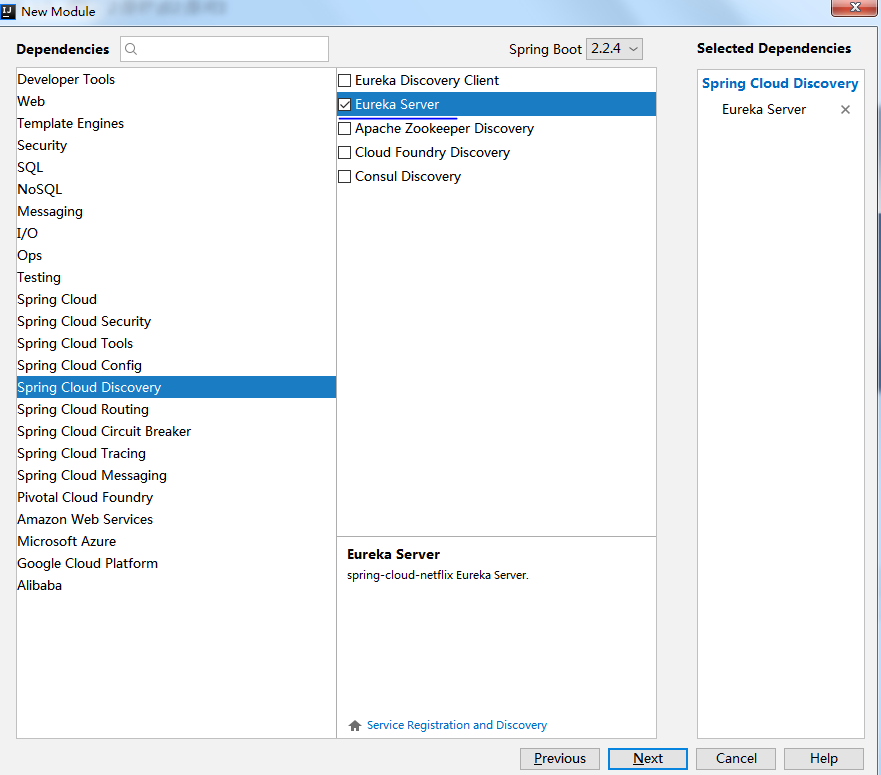 New Module
Dependencies
Spring Boot 2.2.4
Selected Dependencies
Developer Tools
Web
Template Engines
Security
SQL
NoSQL
Messaging
I/O
Ops
Testing
Spring Cloud
Spring Cloud Security
Spring Cloud Tools
Spring Cloud Config
Spring Cloud Discovery
Spring Cloud Routing
Spring Cloud Circuit Breaker
Spring Cloud Tracing
Spring Cloud Messaging
Pivotal Cloud Foundry
Amazon Web Services
Microsoft Azure
Google Cloud Platform
Alibaba
Eureka Discovery Client
Eureka Server
Apache Zookeeper Discovery
Cloud Foundry Discovery
Consul Discovery
Eureka Server
spring-cloud-netflix Eureka Server.
Service Registration and Discovery
Spring Cloud Discovery
Eureka Server
Previous
Next
Cancel
Help